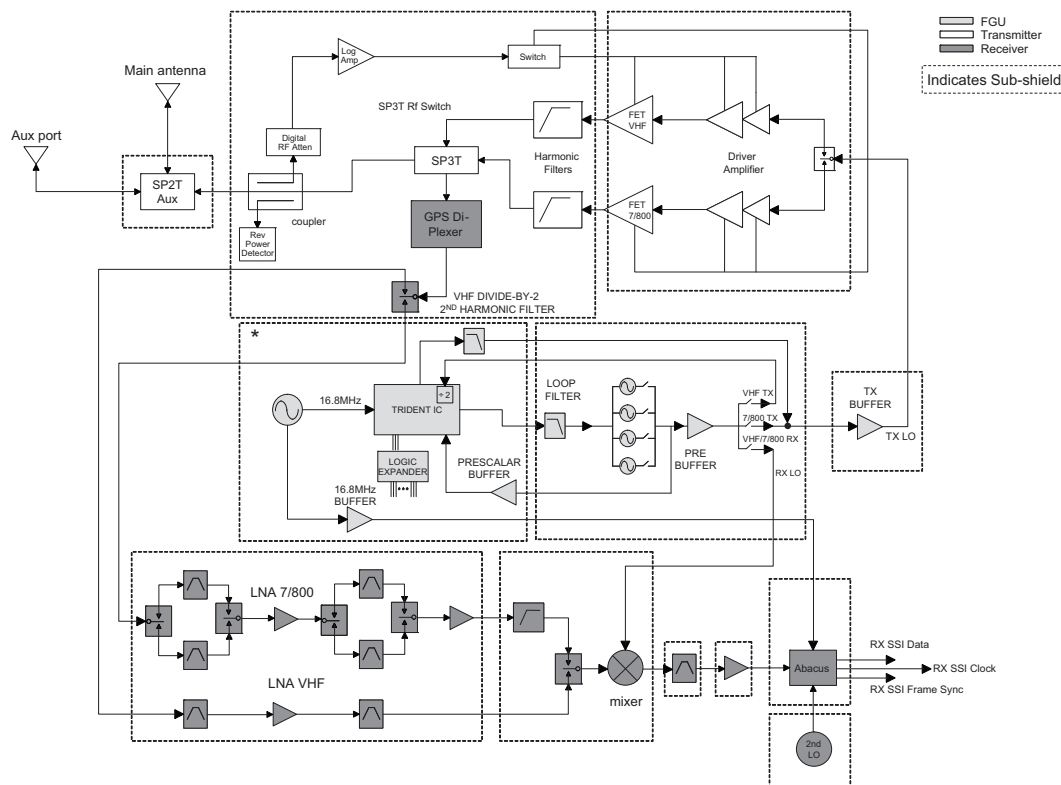 FGU
Transmitter
Receiver
Indicates Sub-shield
Main antenna
Aux port
SP2T
Aux
Log
Amp
Switch
SP3T Rf Switch
Digital
RF Atten
SP3T
Harmonic
Filters
coupler
Rev
Power
Detector
GPS Di-
Plexer
VHF DIVIDE-BY-2
2ND HARMONIC FILTER
FET
VHF
Driver
Amplifier
FET
7/800
*
16.8MHz
÷2
TRIDENT IC
LOGIC
EXPANDER
PRESCALAR
BUFFER
16.8MHz
BUFFER
LOOP
FILTER
PRE
BUFFER
VHF TX
7/800 TX
VHF/7/800 RX
RX LO
TX
BUFFER
TX LO
LNA 7/800
LNA VHF
mixer
Abacus
RX SSI Data
RX SSI Clock
RX SSI Frame Sync
2nd
LO